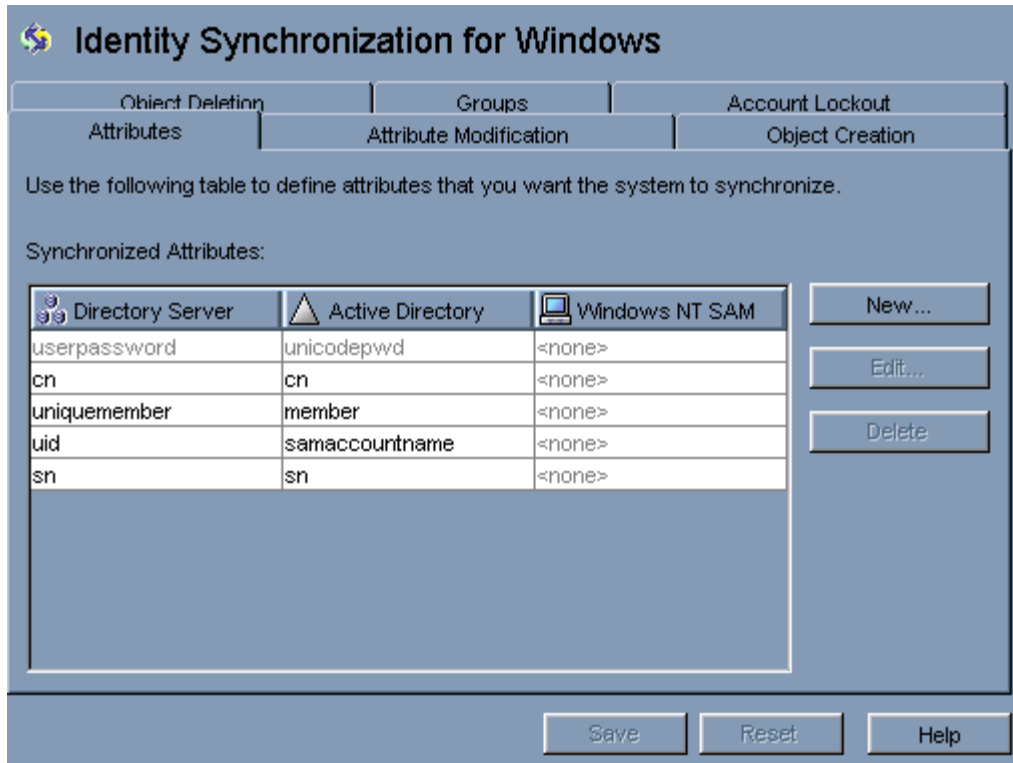 Identity Synchronization for Windows
Object Deletion Groups Account Lockout
Attributes Attribute Modification Object Creation
Use the following table to define attributes that you want the system to synchronize.
Synchronized Attributes:
Directory Server Active Directory Windows NT SAM New...
userpassword unicodepwd <none>
cn cn <none> Edit...
uniquemember member <none>
uid samaccountname <none> Delete
sn sn <none>
Save Reset Help